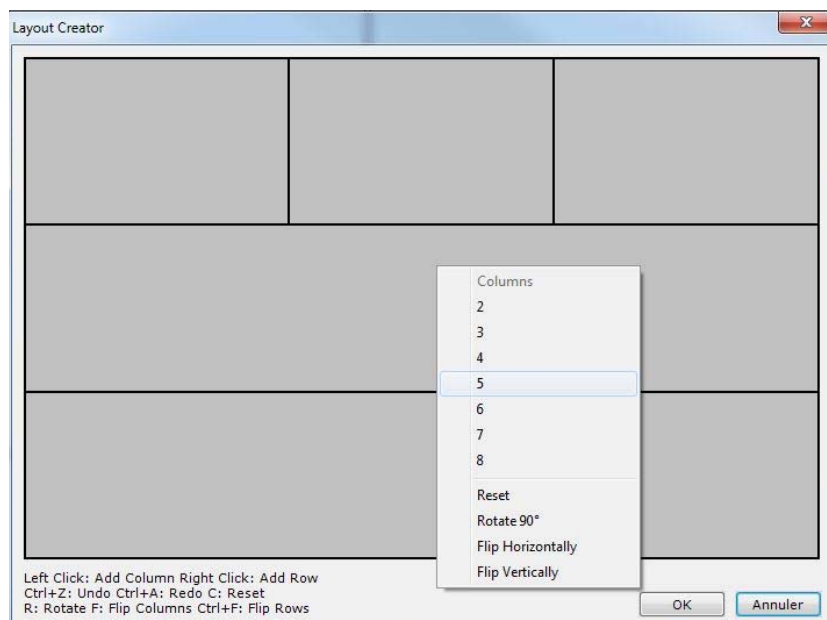 Layout Creator
Columns
2
3
4
5
6
7
8
Reset
Rotate 90°
Flip Horizontally
Flip Vertically
Left Click: Add Column Right Click: Add Row
Ctrl+Z: Undo Ctrl+A: Redo C: Reset
R: Rotate F: Flip Columns Ctrl+F: Flip Rows
OK
Annuler